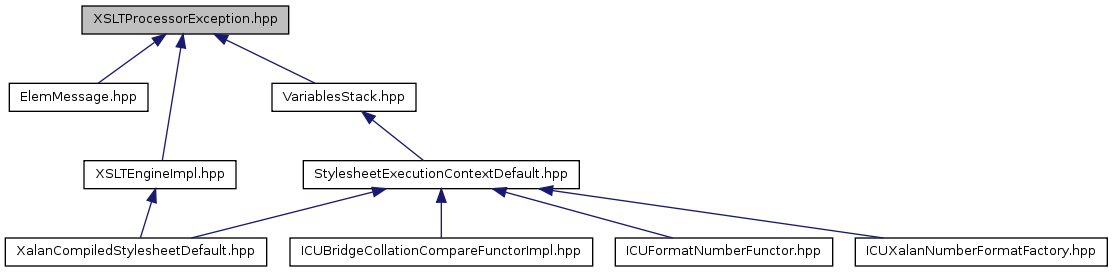 XSLTProcessorException.hpp
ElemMessage.hpp
VariablesStack.hpp
XSLTEngineImpl.hpp
StylesheetExecutionContextDefault.hpp
XalanCompiledStylesheetDefault.hpp
ICUBridgeCollationCompareFunctorImpl.hpp
ICUFormatNumberFunctor.hpp
ICUXalanNumberFormatFactory.hpp